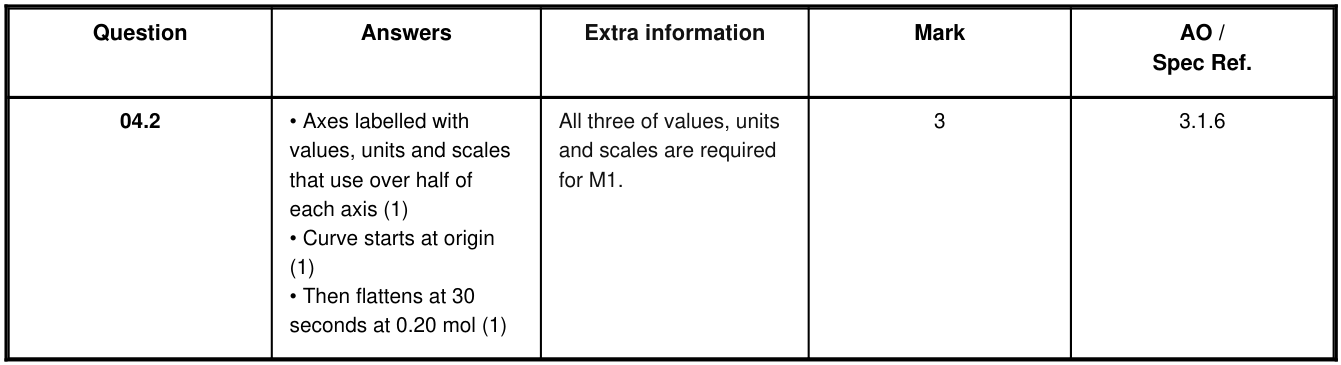 Question Answers Extra information Mark AO /
Spec Ref.
04.2
• Axes labelled with
values, units and scales
that use over half of
each axis (1)
• Curve starts at origin
(1)
• Then flattens at 30
seconds at 0.20 mol (1)
All three of values, units
and scales are required
for M1.
3
3.1.6